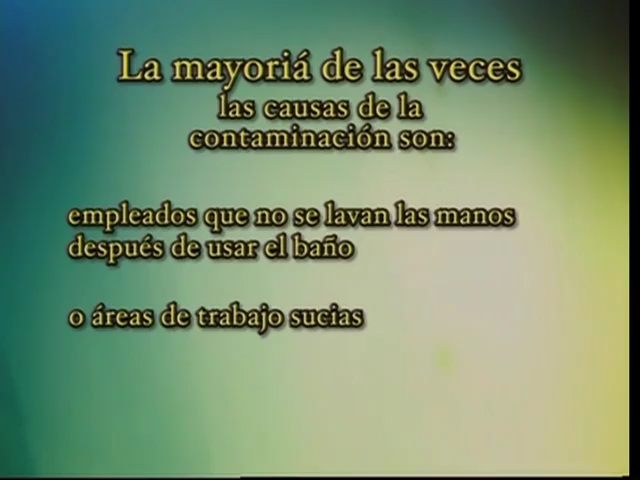 La mayoriá de las veces
las causas de la
contaminación son:
empleados que no se lavan las manos
después de usar el baño
o áreas de trabajo sucias